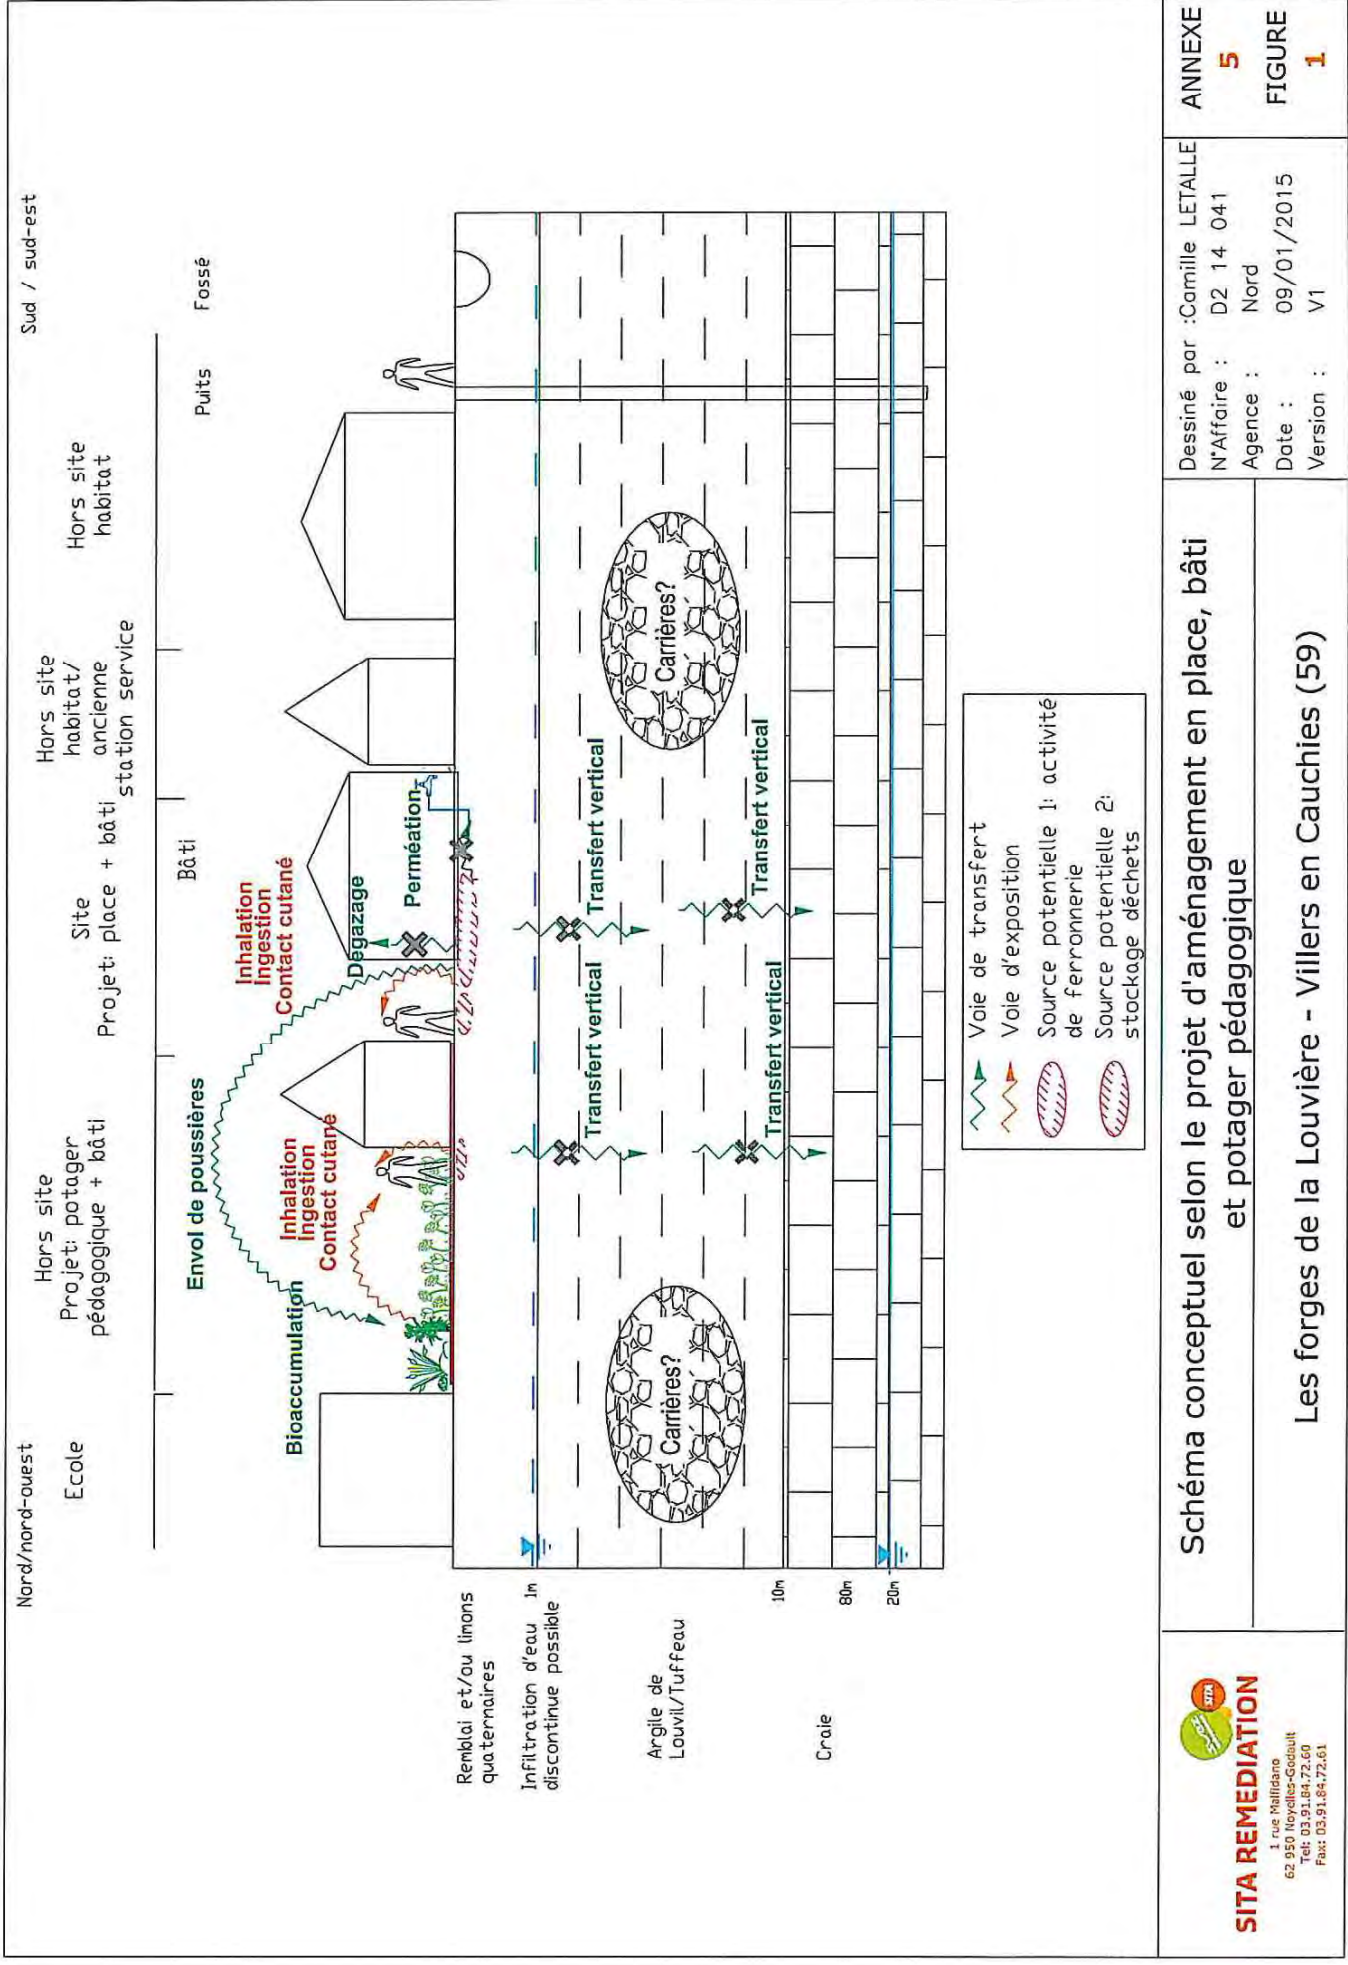 Nord/nord-ouest
Sud / sud-est
Ecole
Hors site
Projet: potager
pédagogique + bâti
Site
Projet: place + bâti
Hors site
habitat/
ancienne
station service
Hors site
habitat
Bâti
Puits
Fossé
Envol de poussières
Inhalation
Ingestion
Contact cutané
Bioaccumulation
Inhalation
Ingestion
Contact cutané
Dégazage
Perméation
Remblai et/ou limons
quaternaires
Infiltration d'eau
discontinue possible
1m
Transfert vertical
Transfert vertical
Argile de
Louvil/Tuffeau
Carrières?
Carrières?
Transfert vertical
Transfert vertical
10m
Craie
80m
20m
Voie de transfert
Voie d'exposition
Source potentielle 1: activité
de ferronnerie
Source potentielle 2:
stockage déchets
SITA
SITA REMEDIATION
1 rue Malfidano
62 950 Noyelles-Godault
Tel: 03.91.84.72.60
Fax: 03.91.84.72.61
Schéma conceptuel selon le projet d'aménagement en place, bâti
et potager pédagogique
Les forges de la Louvière - Villers en Cauchies (59)
Dessiné par :Camille LETALLE
N°Affaire : D2 14 041
Agence : Nord
Date : 09/01/2015
Version : V1
ANNEXE
5
FIGURE
1